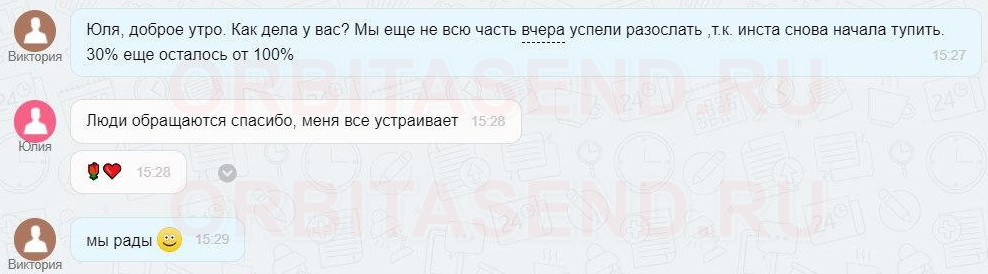 Юля, доброе утро. Как дела у вас? Мы еще не всю часть вчера успели разослать ,т.к. инста снова начала тупить.
30% еще осталось от 100%
15:27
Виктория
Люди обращаются спасибо, меня все устраивает 15:28
Юлия
15:28
мы рады 15:29
Виктория
ORBITASEND.RU
ORBITASEND.RU